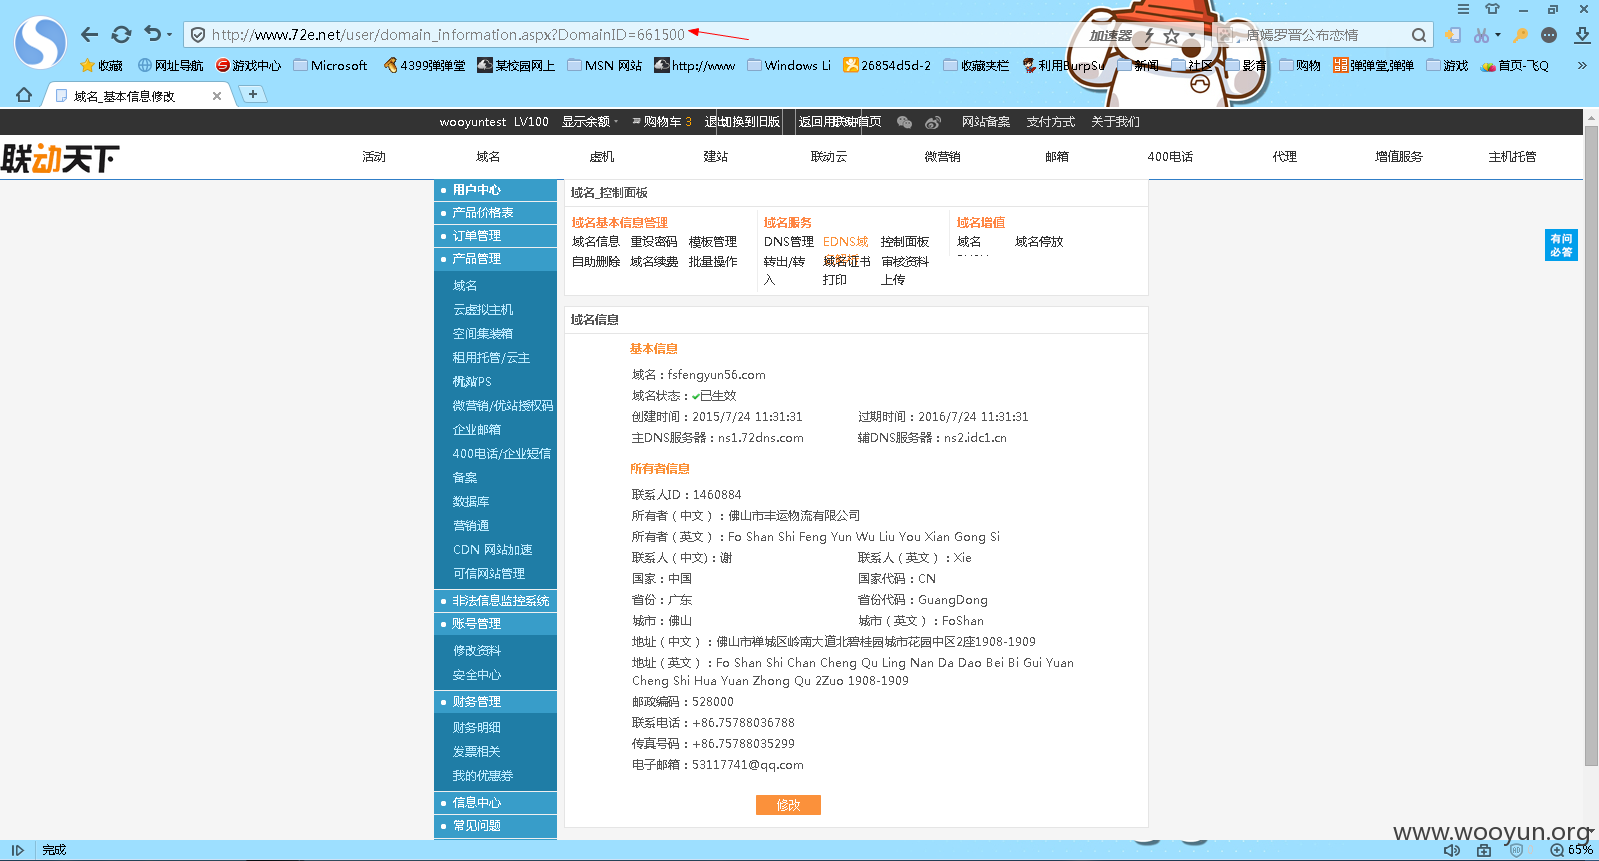 http://www.72e.net/user/domain_information.aspx?DomainID=661500
加速器
唐嫣罗晋公布恋情
收藏 网址导航 游戏中心 Microsoft 4399弹弹堂 某校园网上 MSN 网站 http://www Windows Li 26854d5d-2 收藏夹栏 利用BurpSu 新闻 社区 影音 购物 弹弹堂,弹弹 游戏 首页-飞Q »
域名_基本信息修改
wooyuntest LV100 显示余额 购物车 3 退出 切换到旧版 返回用户中 联动首页 网站备案 支付方式 关于我们
联动天下 活动 域名 虚机 建站 联动云 微营销 邮箱 400电话 代理 增值服务 主机托管
用户中心
产品价格表
订单管理
产品管理
域名
云虚拟主机
空间集装箱
租用托管/云主
机/VPS
优站
微营销/优站授权码
企业邮箱
400电话/企业短信
备案
数据库
营销通
CDN 网站加速
可信网站管理
非法信息监控系统
账号管理
修改资料
安全中心
财务管理
财务明细
发票相关
我的优惠券
信息中心
常见问题
域名_控制面板
域名基本信息管理 域名服务 域名增值
域名信息 重设密码 模板管理 DNS管理 EDNS域 控制面板 域名 域名停放
自助删除 域名续费 批量操作 转出/转 域名证书 审核资料
入 打印 上传
有问
必答
域名信息
基本信息
域名：fsfengyun56.com
域名状态：已生效
创建时间：2015/7/24 11:31:31 过期时间：2016/7/24 11:31:31
主DNS服务器：ns1.72dns.com 辅DNS服务器：ns2.idc1.cn
所有者信息
联系人ID：1460884
所有者（中文）：佛山市丰运物流有限公司
所有者（英文）：Fo Shan Shi Feng Yun Wu Liu You Xian Gong Si
联系人（中文)：谢 联系人（英文）：Xie
国家：中国 国家代码：CN
省份：广东 省份代码：GuangDong
城市：佛山 城市（英文）：FoShan
地址（中文）：佛山市禅城区岭南大道北碧桂园城市花园中区2座1908-1909
地址（英文）：Fo Shan Shi Chan Cheng Qu Ling Nan Da Dao Bei Bi Gui Yuan
Cheng Shi Hua Yuan Zhong Qu 2Zuo 1908-1909
邮政编码：528000
联系电话：+86.75788036788
传真号码：+86.75788035299
电子邮箱：53117741@qq.com
修改
www.wooyun.org
完成
65%